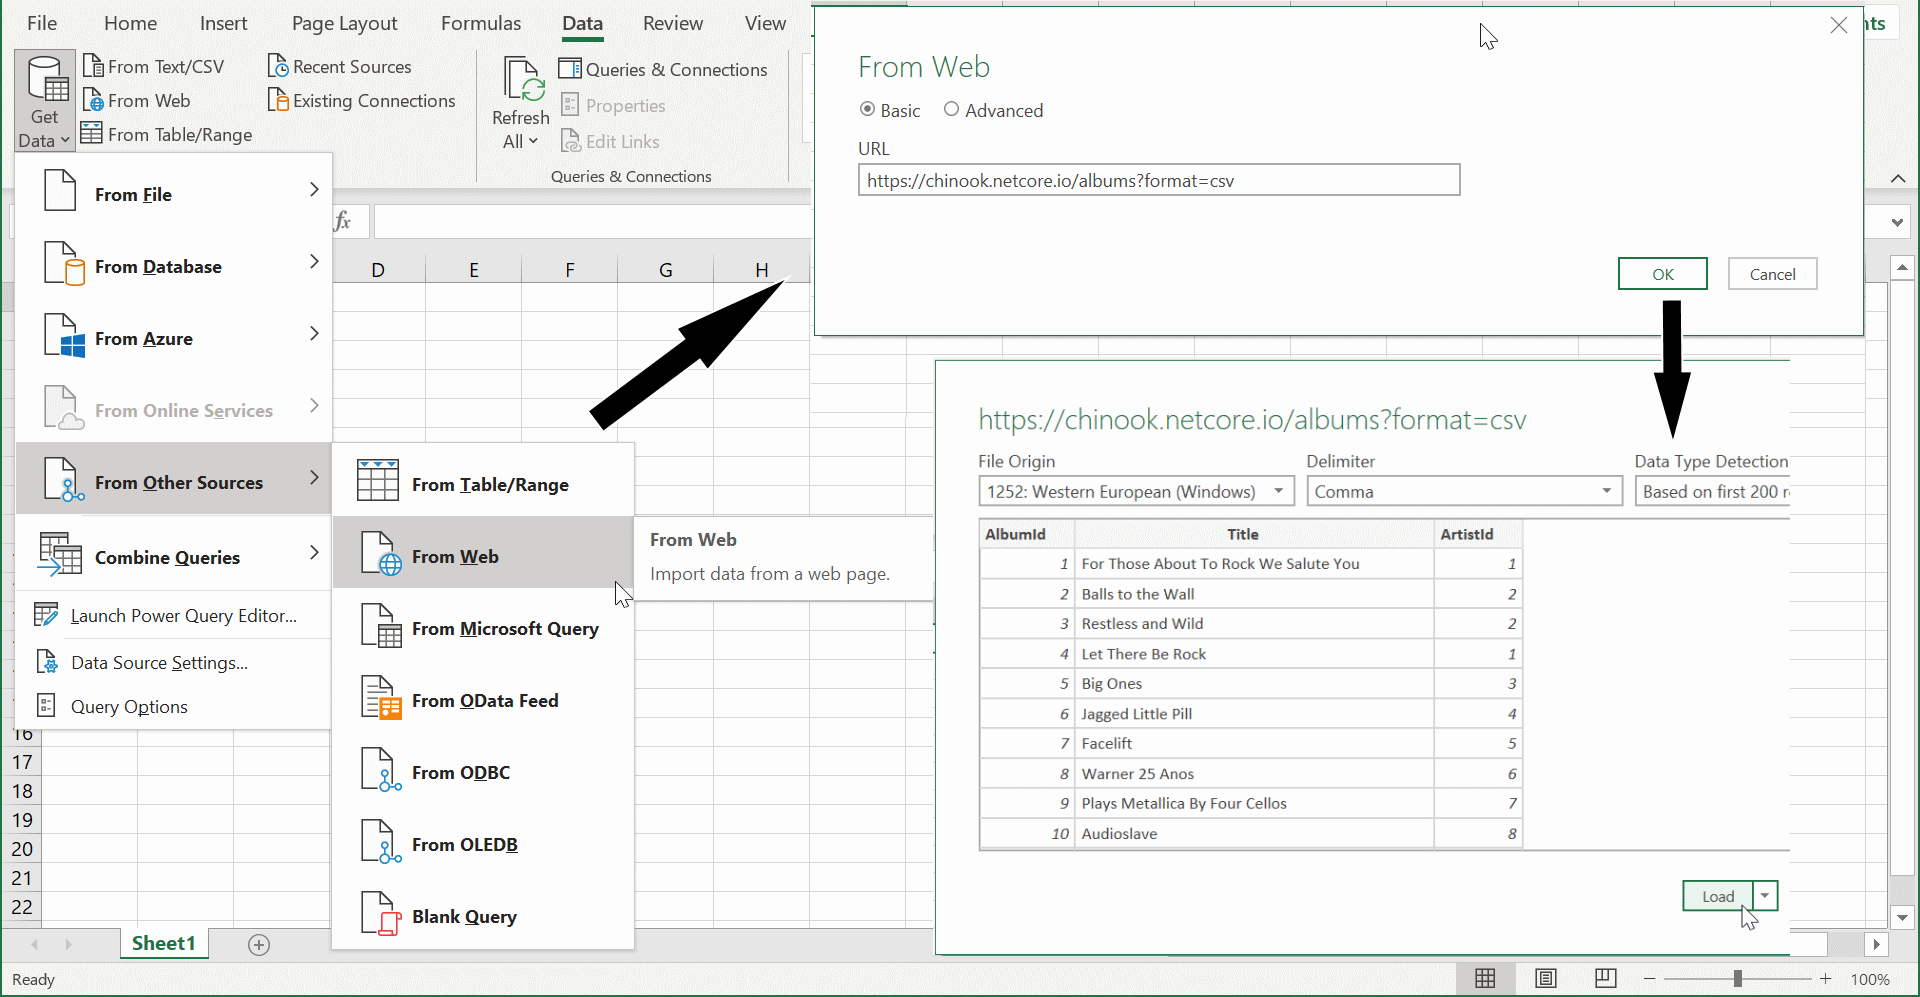 File Home Insert Page Layout Formulas Data Review View
nts
Get Data
From Text/CSV
From Web
From Table/Range
Recent Sources
Existing Connections
Refresh All
Queries & Connections
Properties
Edit Links
Queries & Connections
From File
From Database
From Azure
From Online Services
From Other Sources
Combine Queries
Launch Power Query Editor...
Data Source Settings...
Query Options
fx
D E F G H
From Table/Range
From Web
From Microsoft Query
From OData Feed
From ODBC
From OLEDB
Blank Query
From Web
Import data from a web page.
From Web
Basic Advanced
URL
https://chinook.netcore.io/albums?format=csv
OK Cancel
https://chinook.netcore.io/albums?format=csv
File Origin Delimiter Data Type Detection
1252: Western European (Windows) Comma Based on first 200 r
AlbumId Title ArtistId
1 For Those About To Rock We Salute You 1
2 Balls to the Wall 2
3 Restless and Wild 2
4 Let There Be Rock 1
5 Big Ones 3
6 Jagged Little Pill 4
7 Facelift 5
8 Warner 25 Anos 6
9 Plays Metallica By Four Cellos 7
10 Audioslave 8
Load
16
17
18
19
20
21
22
Sheet1
Ready
100%